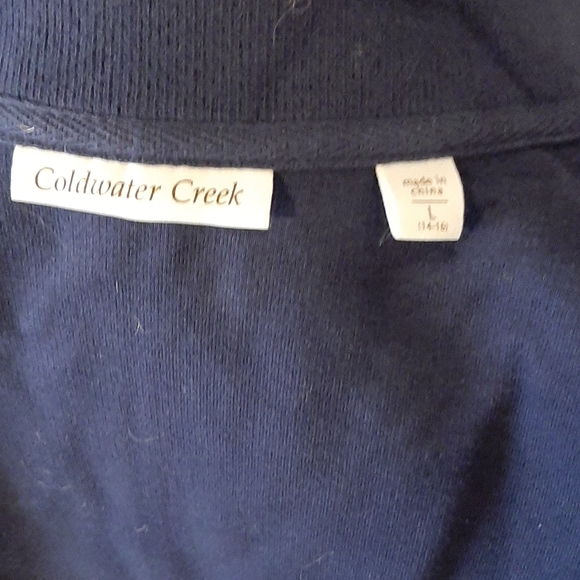 Coldwater Creek
made in
china
L
(14-16)